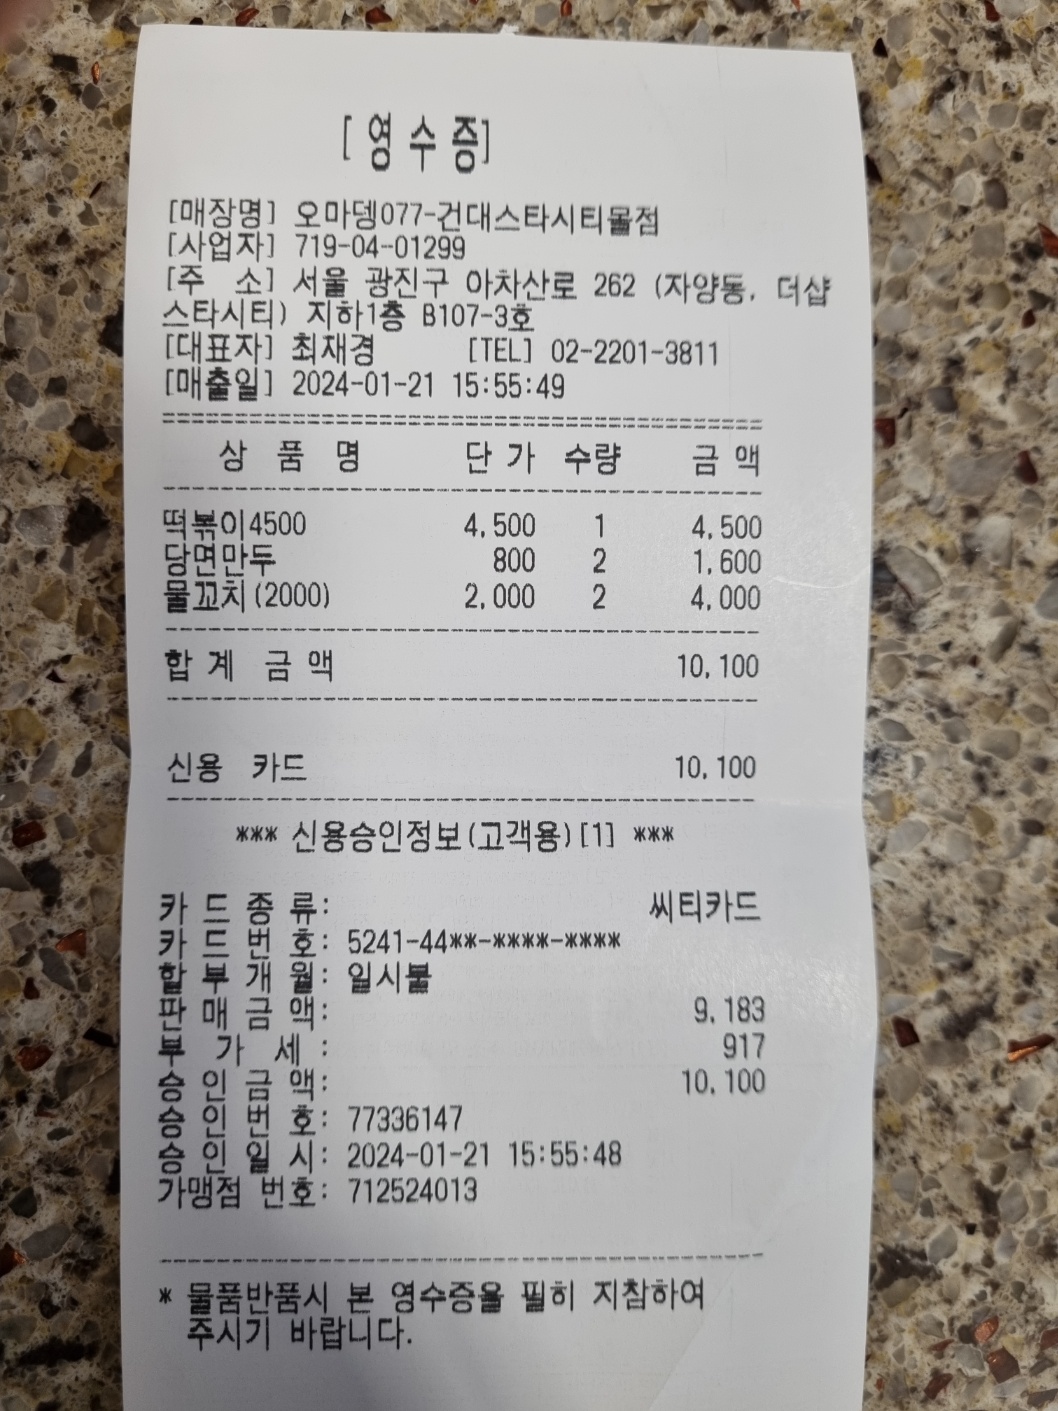 [영수증]
[매장명] 오마뎅077-건대스타시티몰점
[사업자] 719-04-01299
[주 소] 서울 광진구 아차산로 262 (자양동, 더샵
스타시티) 지하1층 B107-3호
[대표자] 최재경 [TEL] 02-2201-3811
[매출일] 2024-01-21 15:55:49
상 품 명 단 가 수량 금 액
떡볶이4500 4,500 1 4,500
당면만두 800 2 1,600
물꼬치(2000) 2,000 2 4,000
합 계 금 액 10,100
신용 카드 10,100
*** 신용승인정보(고객용)[1] ***
카 드 종 류: 씨티카드
카 드 번 호: 5241-44**-****-****
할 부 개 월: 일시불
판 매 금 액: 9,183
부 가 세 : 917
승 인 금 액: 10,100
승 인 번 호: 77336147
승 인 일 시: 2024-01-21 15:55:48
가맹점 번호: 712524013
* 물품반품시 본 영수증을 필히 지참하여
주시기 바랍니다.